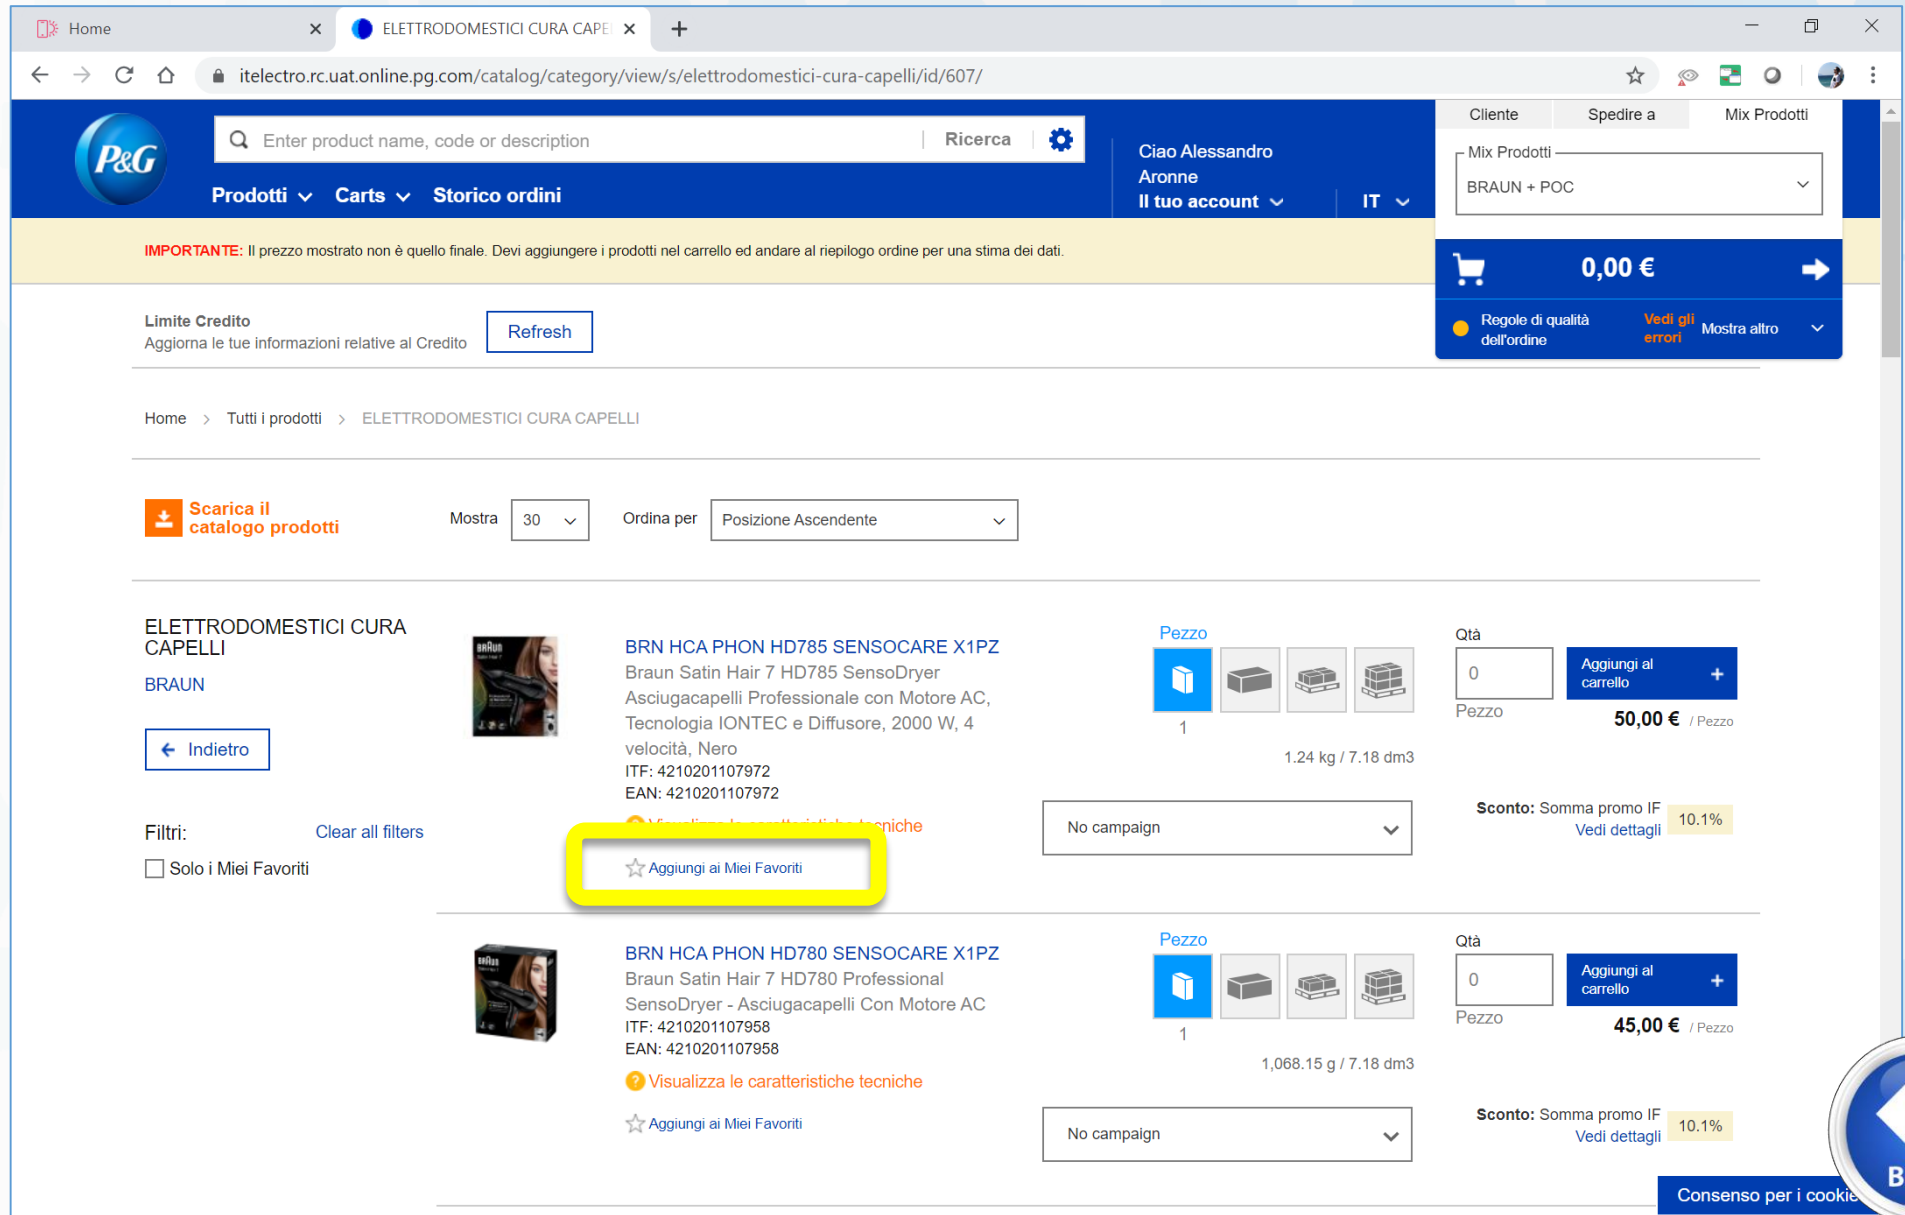 Home
ELETTRODOMESTICI CURA CAPE
itelectro.rc.uat.online.pg.com/catalog/category/view/s/elettrodomestici-cura-capelli/id/607/
P&G
Enter product name, code or description
Ricerca
Prodotti
Carts
Storico ordini
Ciao Alessandro
Aronne
Il tuo account
IT
Cliente
Spedire a
Mix Prodotti
Mix Prodotti
BRAUN + POC
0,00 €
Regole di qualità
dell'ordine
Vedi gli
errori
Mostra altro
IMPORTANTE: Il prezzo mostrato non è quello finale. Devi aggiungere i prodotti nel carrello ed andare al riepilogo ordine per una stima dei dati.
Limite Credito
Aggiorna le tue informazioni relative al Credito
Refresh
Home > Tutti i prodotti > ELETTRODOMESTICI CURA CAPELLI
Scarica il
catalogo prodotti
Mostra
30
Ordina per
Posizione Ascendente
ELETTRODOMESTICI CURA
CAPELLI
BRAUN
Indietro
Filtri:
Clear all filters
Solo i Miei Favoriti
BRAUN
BRN HCA PHON HD785 SENSOCARE X1PZ
Braun Satin Hair 7 HD785 SensoDryer
Asciugacapelli Professionale con Motore AC,
Tecnologia IONTEC e Diffusore, 2000 W, 4
velocità, Nero
ITF: 4210201107972
EAN: 4210201107972
Visualizza le caratteristiche tecniche
Aggiungi ai Miei Favoriti
Pezzo
1
1.24 kg / 7.18 dm3
No campaign
Qtà
0
Pezzo
Aggiungi al
carrello
50,00 € / Pezzo
Sconto: Somma promo IF
Vedi dettagli
10.1%
BRAUN
BRN HCA PHON HD780 SENSOCARE X1PZ
Braun Satin Hair 7 HD780 Professional
SensoDryer - Asciugacapelli Con Motore AC
ITF: 4210201107958
EAN: 4210201107958
Visualizza le caratteristiche tecniche
Aggiungi ai Miei Favoriti
Pezzo
1
1,068.15 g / 7.18 dm3
No campaign
Qtà
0
Pezzo
Aggiungi al
carrello
45,00 € / Pezzo
Sconto: Somma promo IF
Vedi dettagli
10.1%
Consenso per i cookie
B